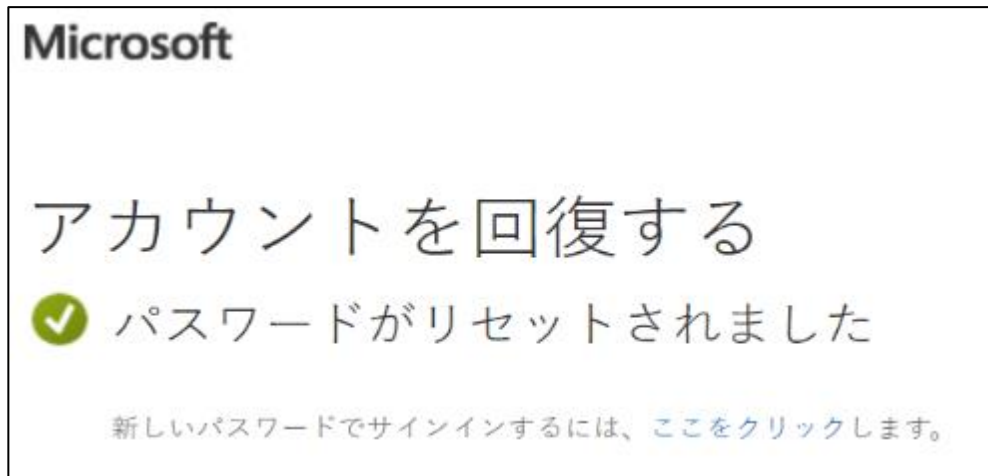 Microsoft
アカウントを回復する
パスワードがリセットされました
新しいパスワードでサインインするには、ここをクリックします。